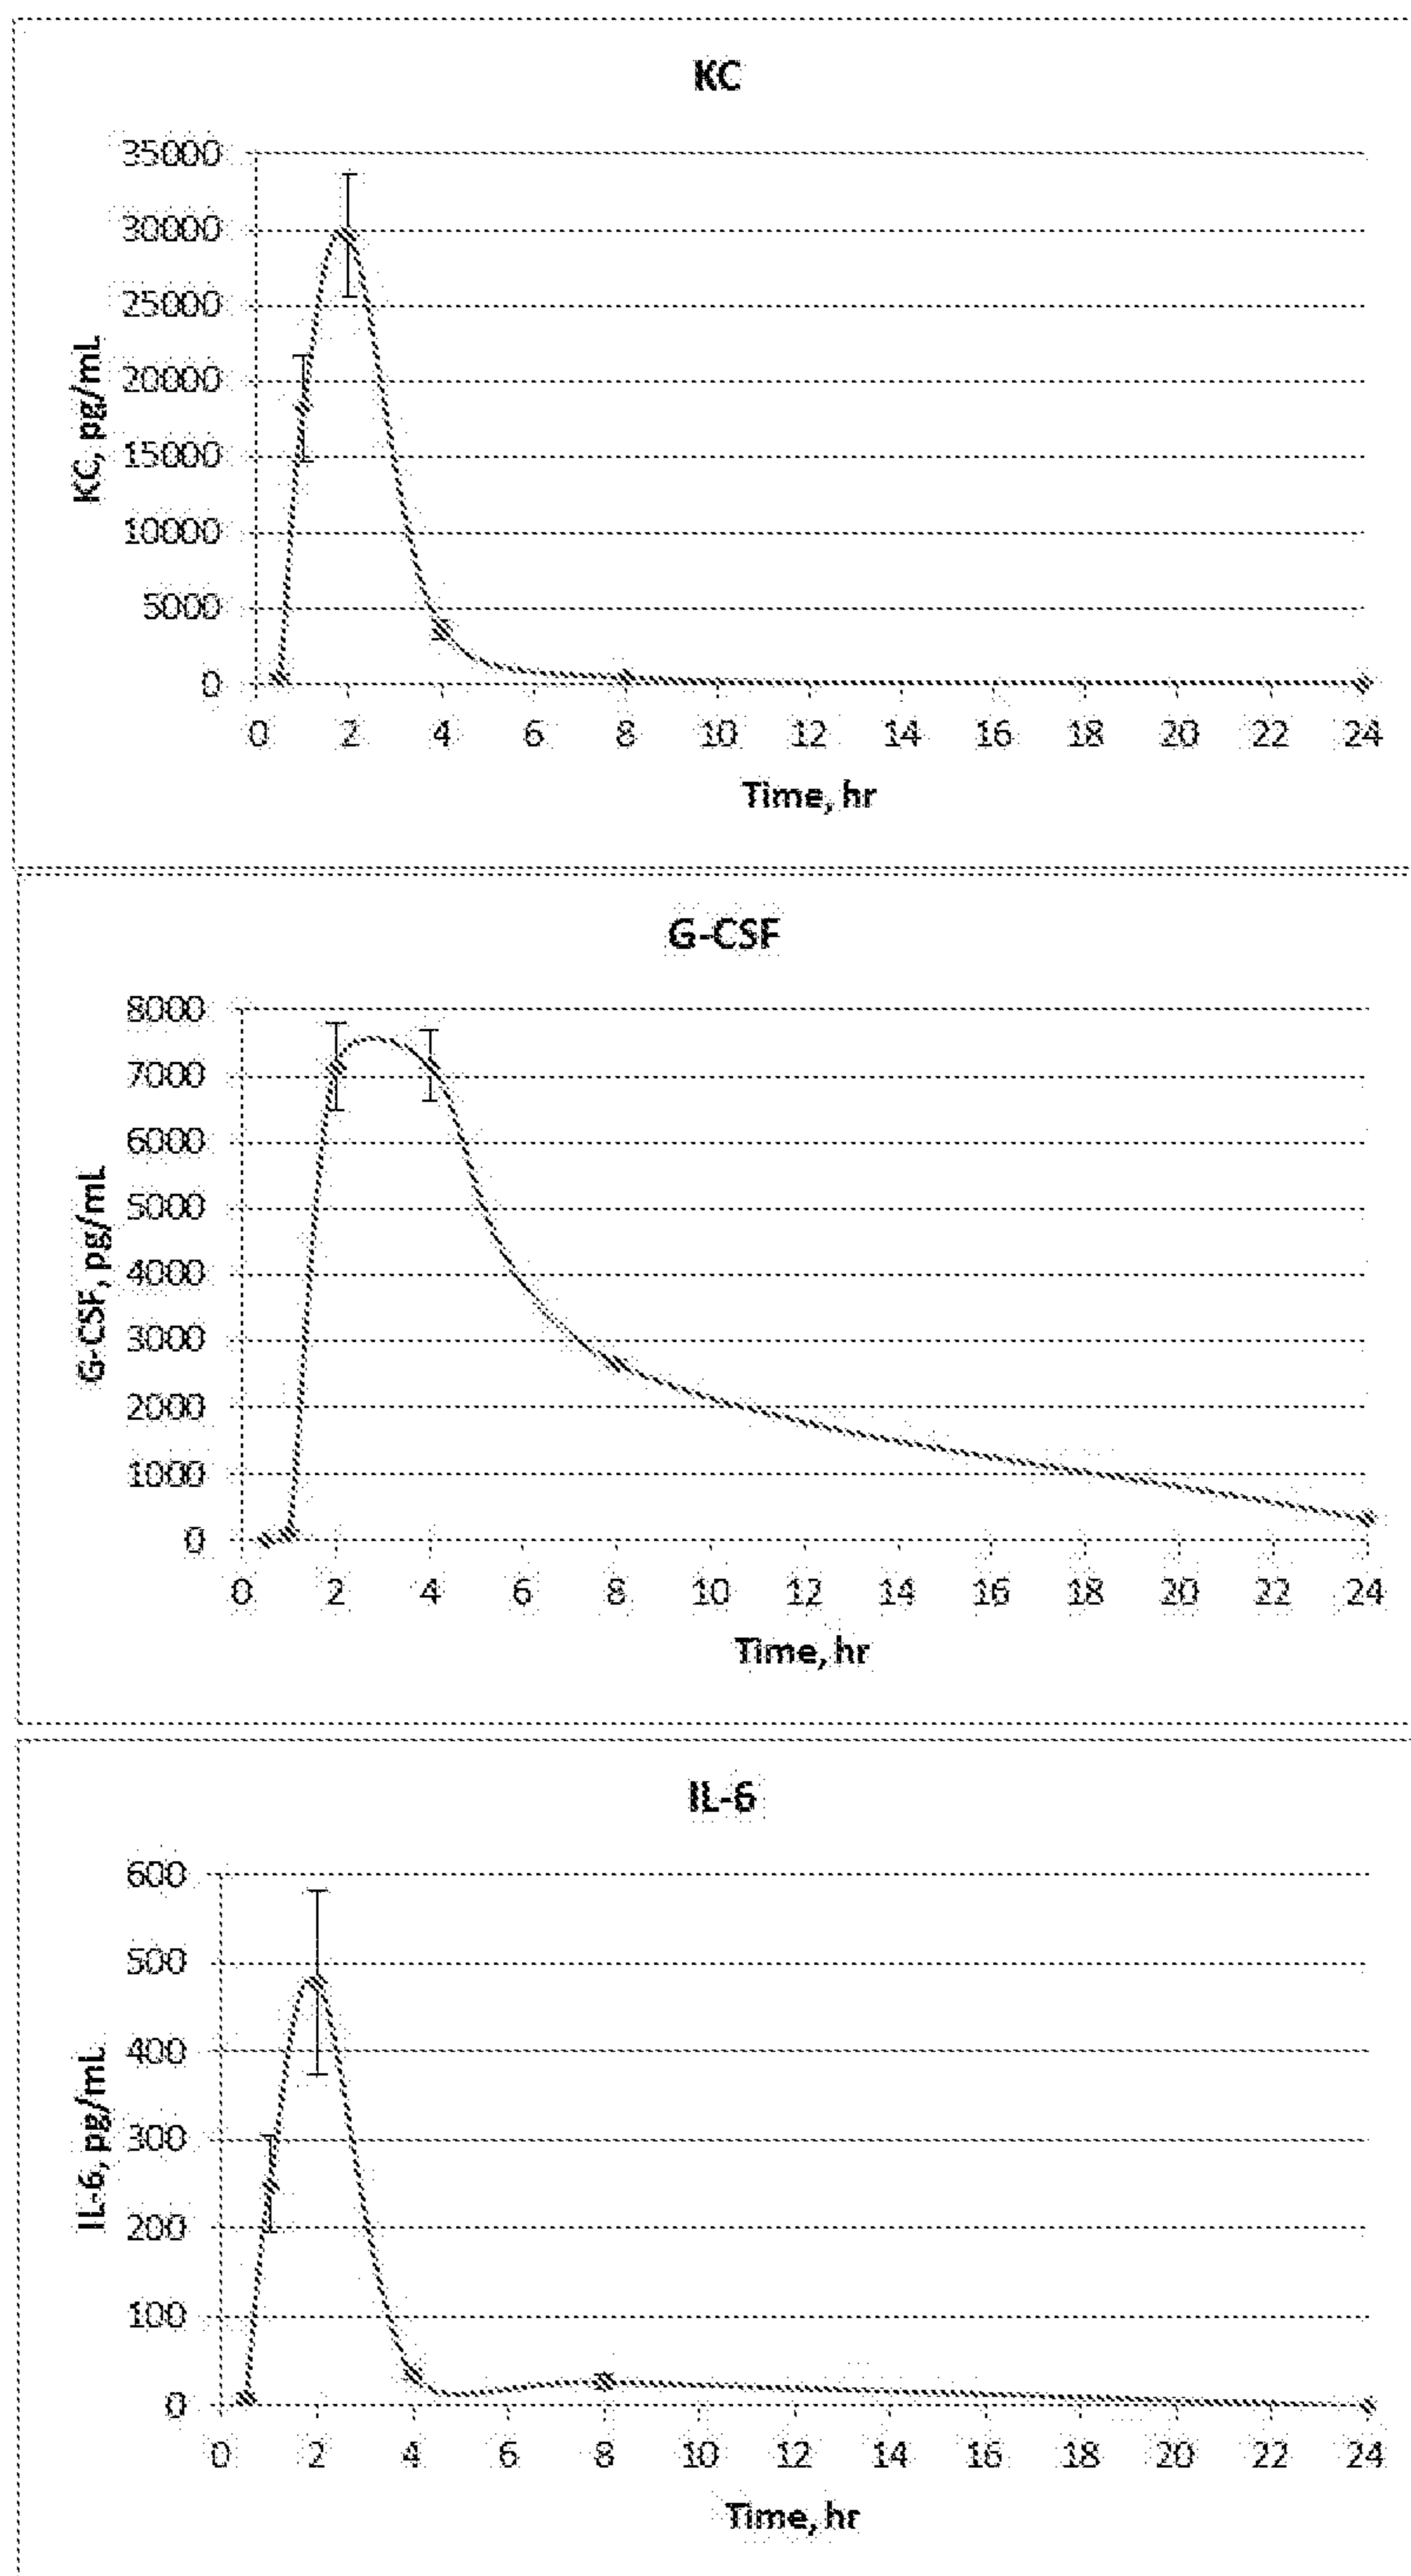 KC
35000
30000
25000
20000
15000
10000
5000
0
KC, pg/mL
0 2 4 6 8 10 12 14 16 18 20 22 24
Time, hr
G-CSF
8000
7000
6000
5000
4000
3000
2000
1000
0
G-CSF, pg/mL
0 2 4 6 8 10 12 14 16 18 20 22 24
Time, hr
IL-6
600
500
400
300
200
100
0
IL-6, pg/mL
0 2 4 6 8 10 12 14 16 18 20 22 24
Time, hr